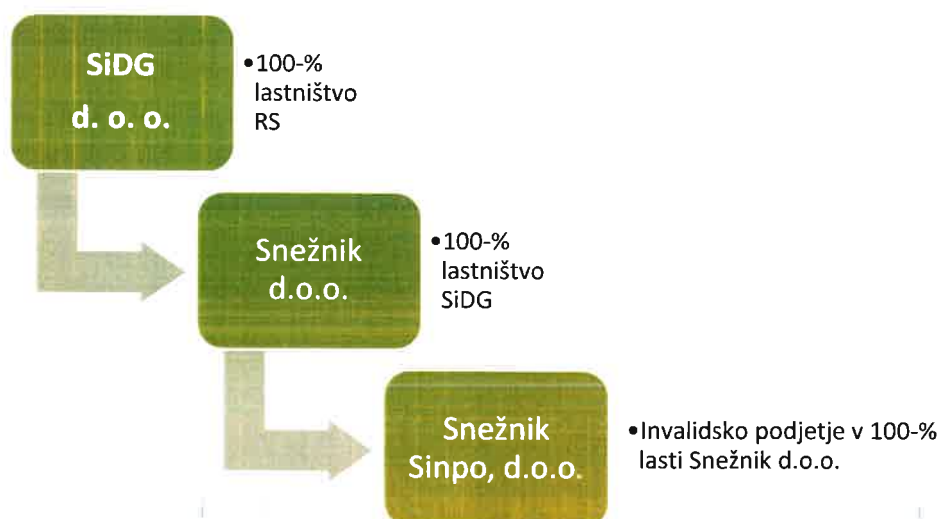 SiDG
d. o. o.
•100-%
lastništvo
RS
Snežnik
d.o.o.
•100-%
lastništvo
SiDG
Snežnik
Sinpo, d.o.o.
•Invalidsko podjetje v 100-%
lasti Snežnik d.o.o.